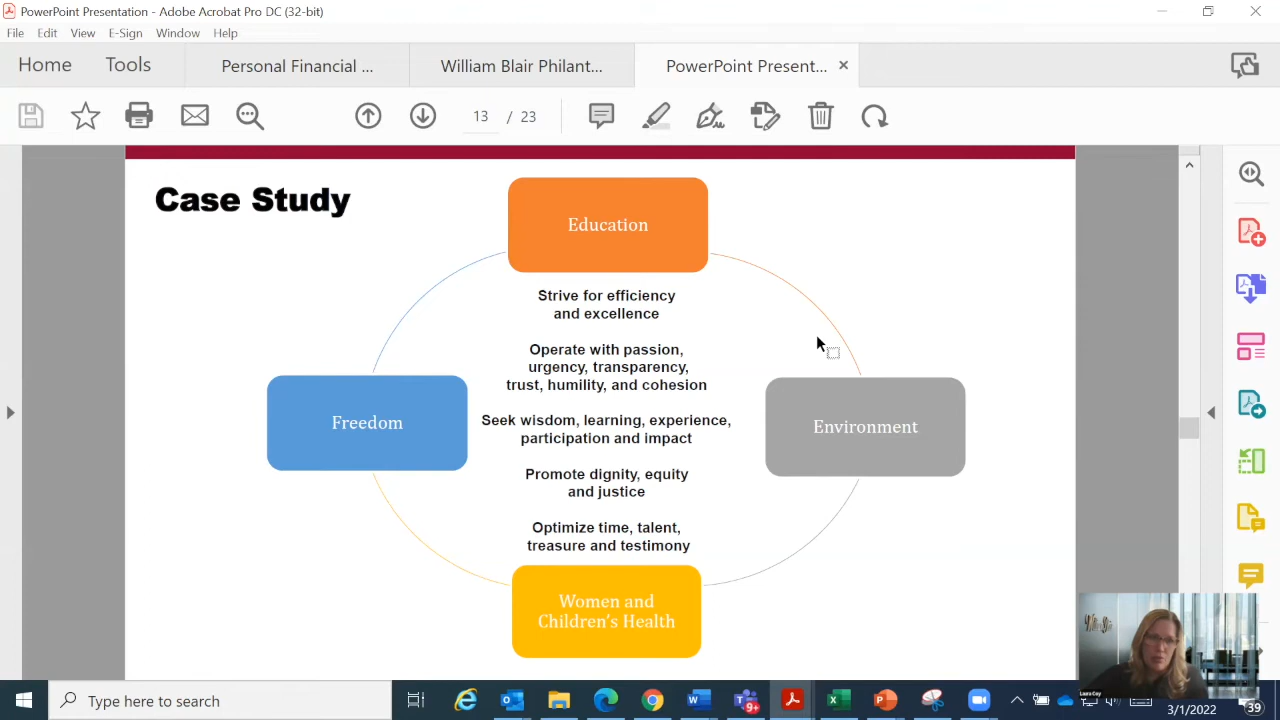 PowerPoint Presentation - Adobe Acrobat Pro DC (32-bit)
File Edit View E-Sign Window Help
Home Tools Personal Financial ... William Blair Philant... PowerPoint Present... ×
13 / 23
Case Study
Education
Strive for efficiency
and excellence
Operate with passion,
urgency, transparency,
trust, humility, and cohesion
Freedom
Environment
Seek wisdom, learning, experience,
participation and impact
Promote dignity, equity
and justice
Optimize time, talent,
treasure and testimony
Women and
Children's Health
Type here to search
9+
3/1/2022
39